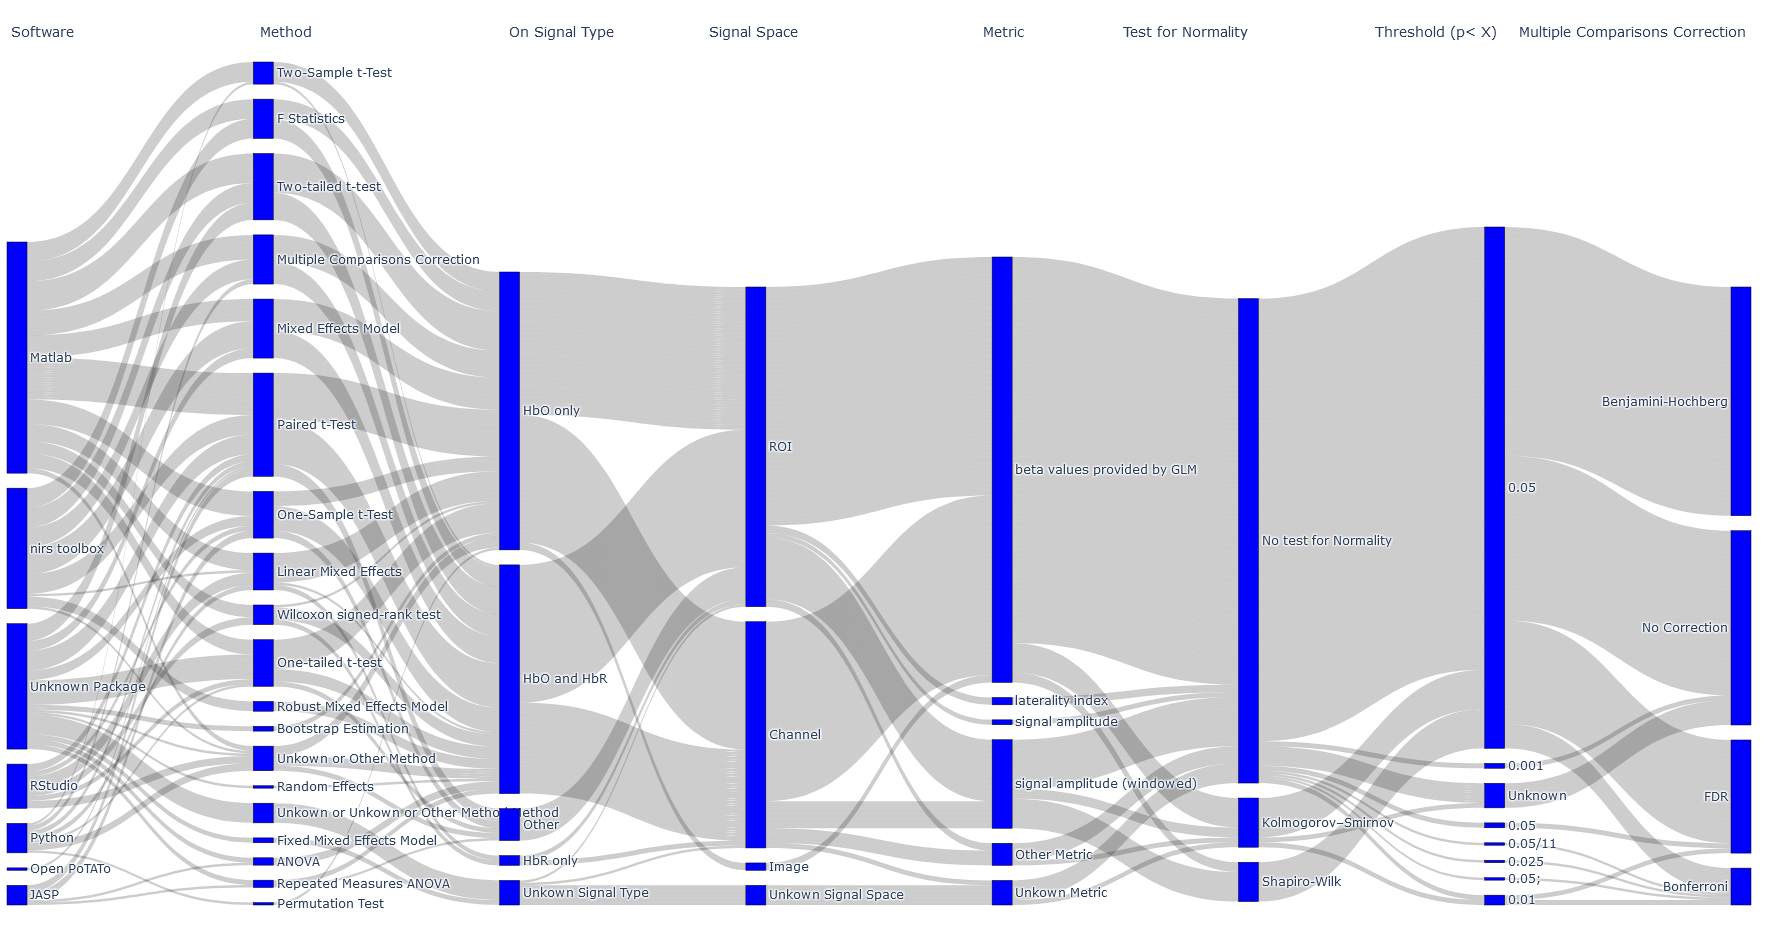 Software
Method
On Signal Type
Signal Space
Metric
Test for Normality
Threshold (p< X)
Multiple Comparisons Correction
Matlab
nirs toolbox
Unknown Package
RStudio
Python
Open PoTATo
JASP
Two-Sample t-Test
F Statistics
Two-tailed t-test
Multiple Comparisons Correction
Mixed Effects Model
Paired t-Test
One-Sample t-Test
Linear Mixed Effects
Wilcoxon signed-rank test
One-tailed t-test
Robust Mixed Effects Model
Bootstrap Estimation
Unkown or Other Method
Random Effects
Unkown or Unkown or Other Method Method
Fixed Mixed Effects Model
ANOVA
Repeated Measures ANOVA
Permutation Test
HbO only
HbO and HbR
Other
HbR only
Unkown Signal Type
ROI
Channel
Image
Unkown Signal Space
beta values provided by GLM
laterality index
signal amplitude
signal amplitude (windowed)
Other Metric
Unkown Metric
No test for Normality
Kolmogorov–Smirnov
Shapiro-Wilk
0.05
0.001
Unknown
0.05
0.05/11
0.025
0.05;
0.01
Benjamini-Hochberg
No Correction
FDR
Bonferroni